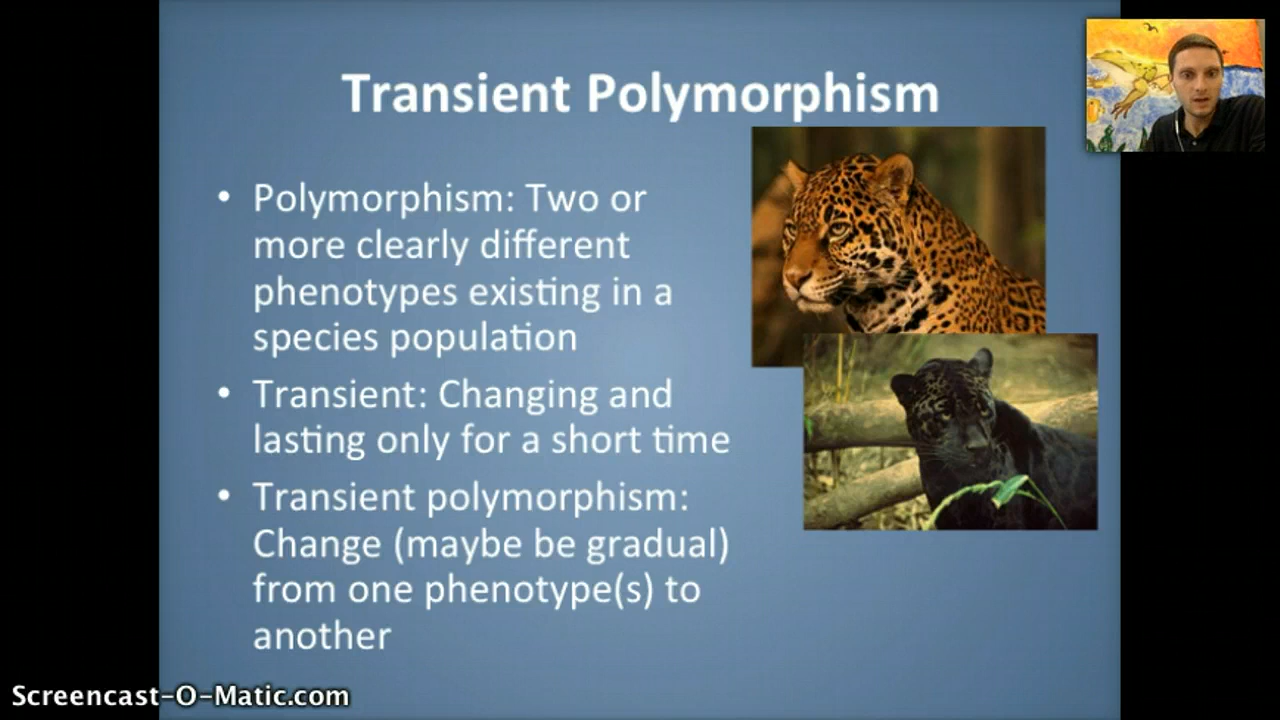 Transient Polymorphism
• Polymorphism: Two or
more clearly different
phenotypes existing in a
species population
• Transient: Changing and
lasting only for a short time
• Transient polymorphism:
Change (maybe be gradual)
from one phenotype(s) to
another
Screencast-O-Matic.com